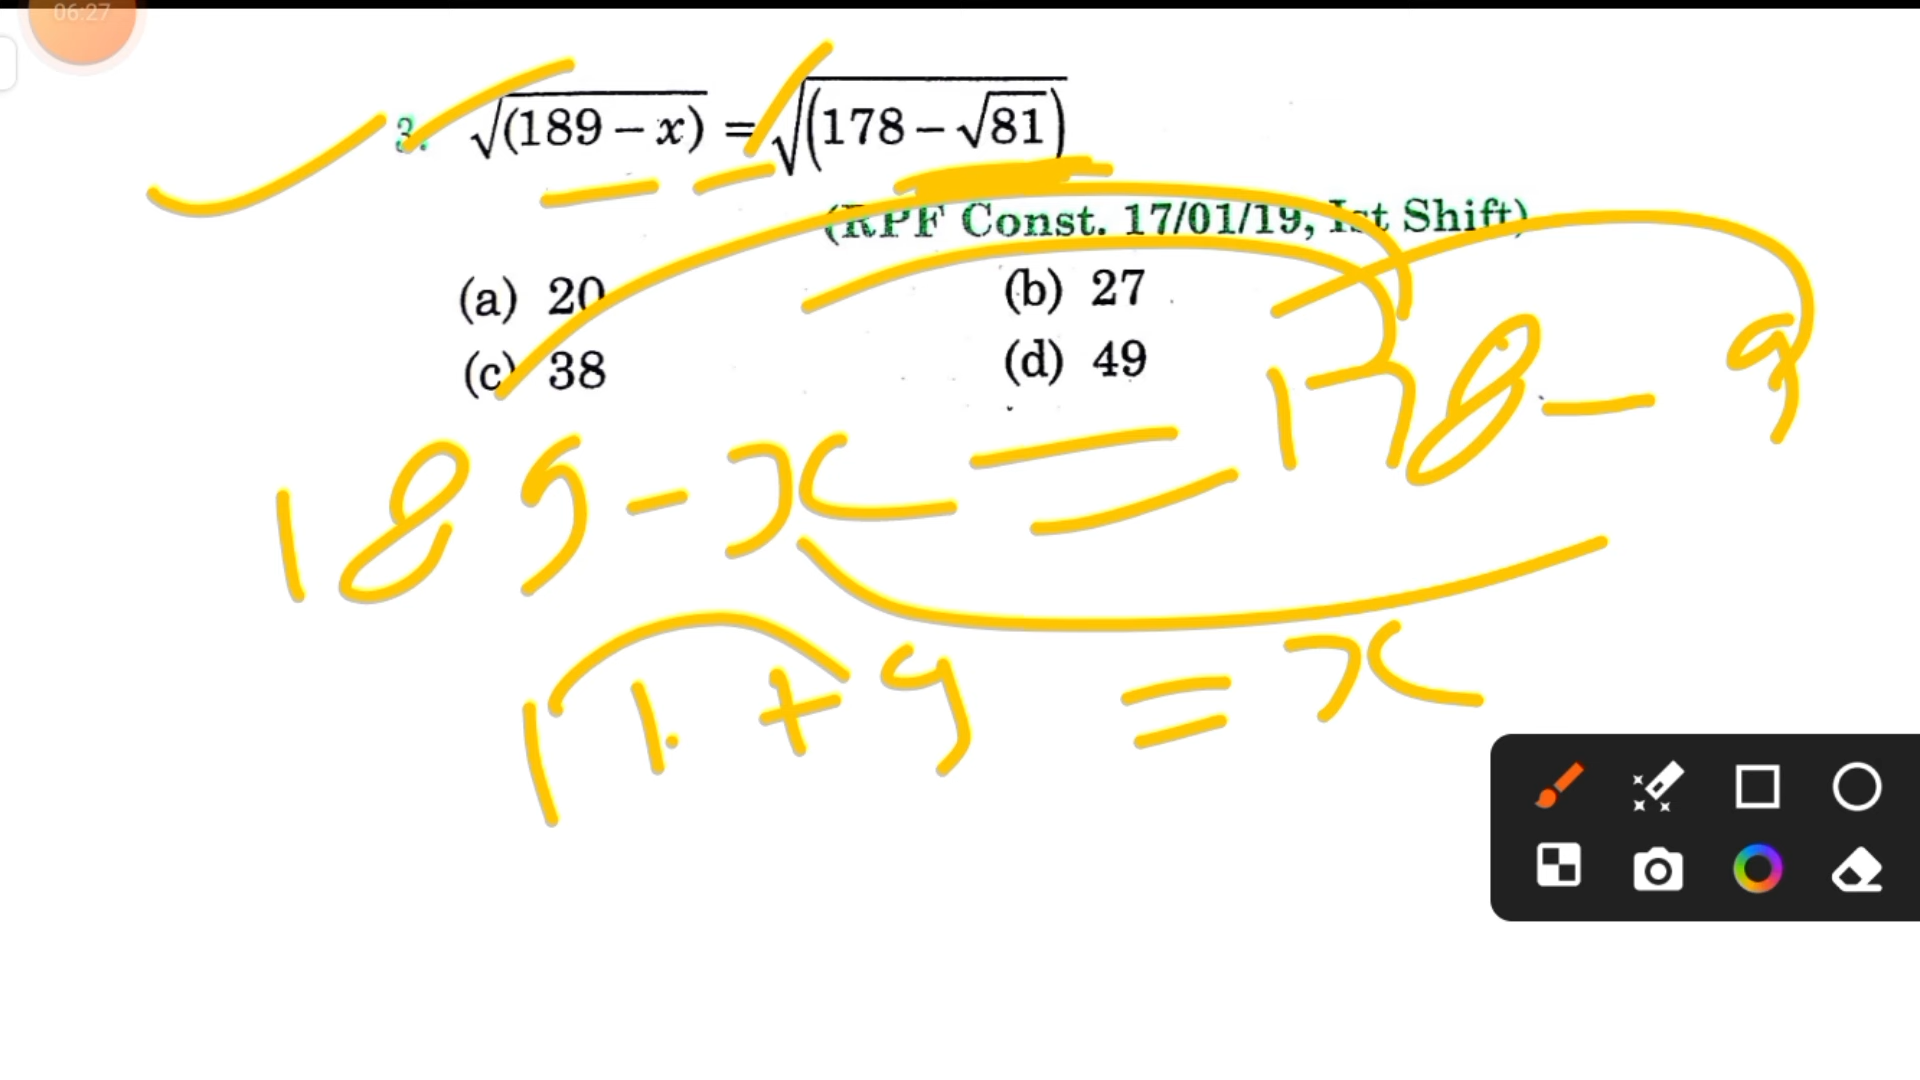 06:27
3. √(189 – x) = √(178 – √81)
(RPF Const. 17/01/19, Ist Shift)
(a) 20 (b) 27
(c) 38 (d) 49
189 - x = 178 - 9
11 + 9 = x